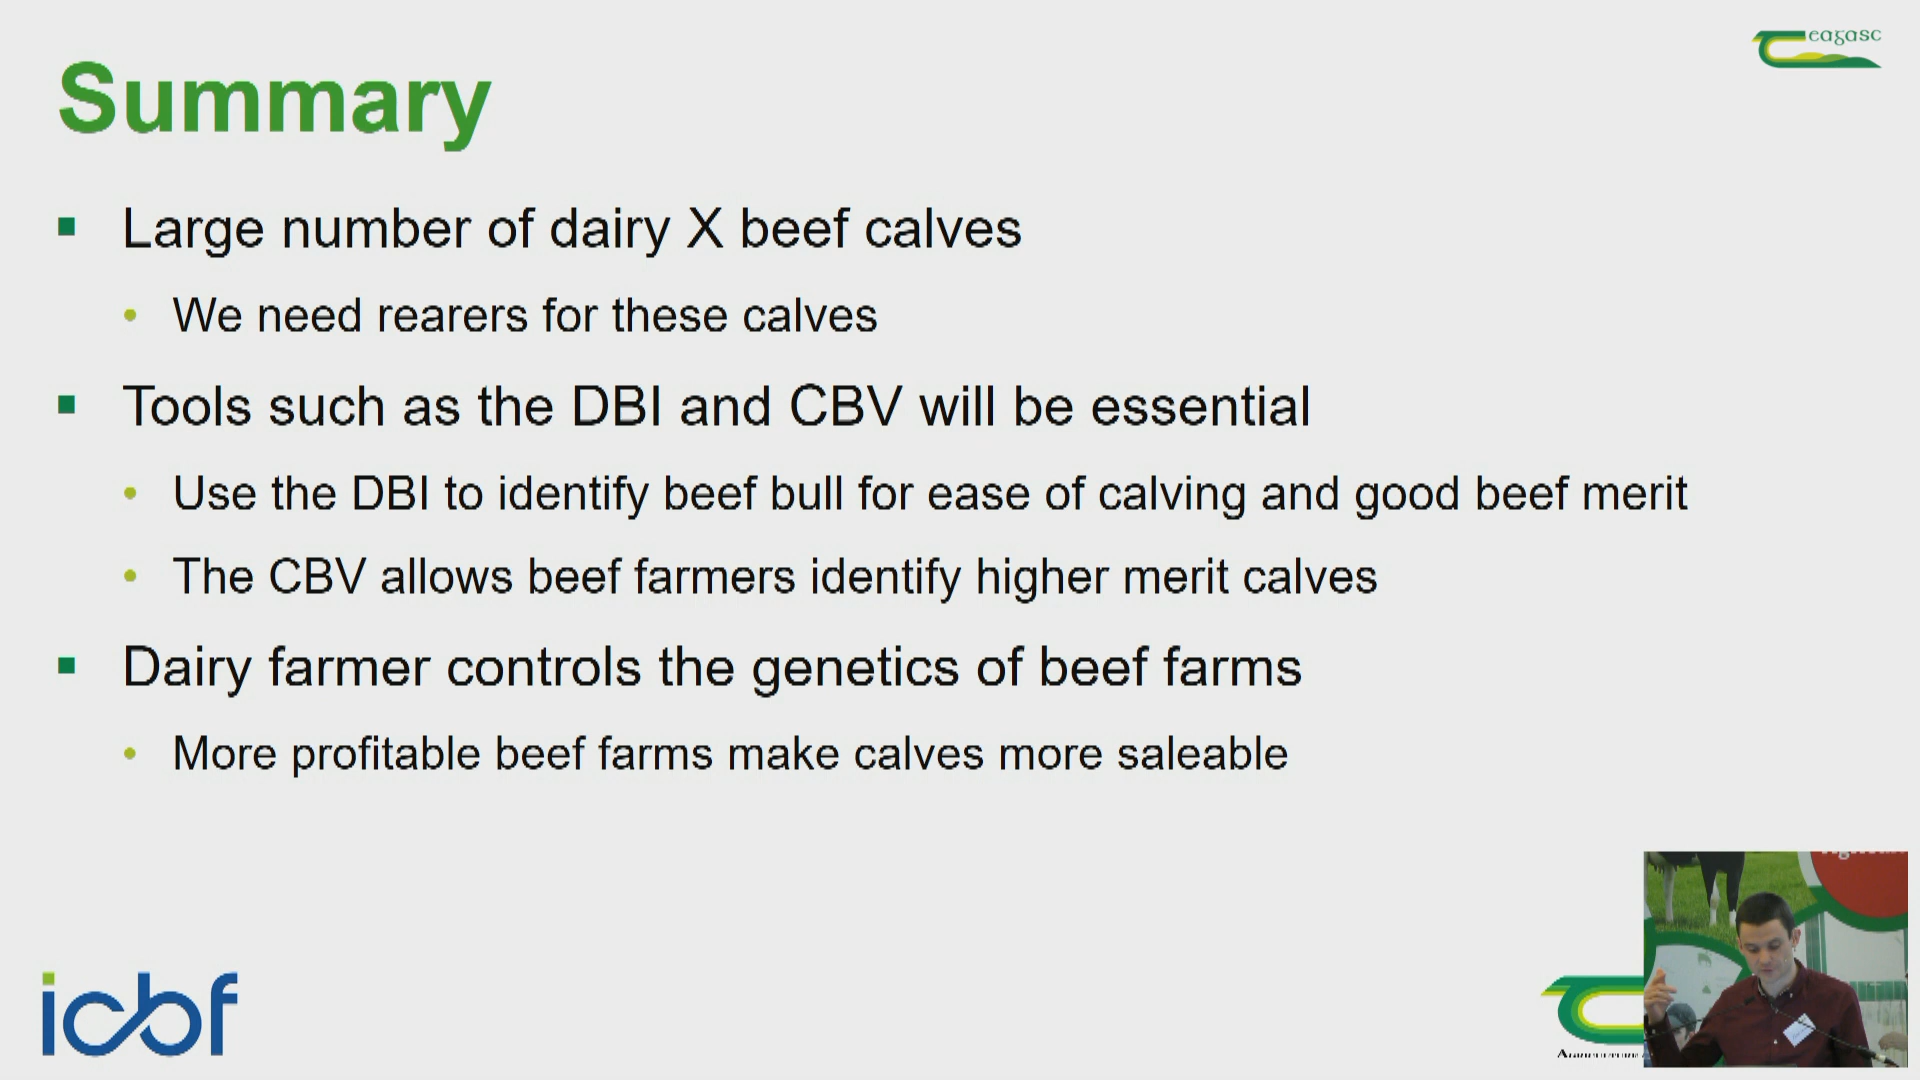 eagasc
Summary
Large number of dairy X beef calves
We need rearers for these calves
Tools such as the DBI and CBV will be essential
Use the DBI to identify beef bull for ease of calving and good beef merit
The CBV allows beef farmers identify higher merit calves
Dairy farmer controls the genetics of beef farms
More profitable beef farms make calves more saleable
icbf